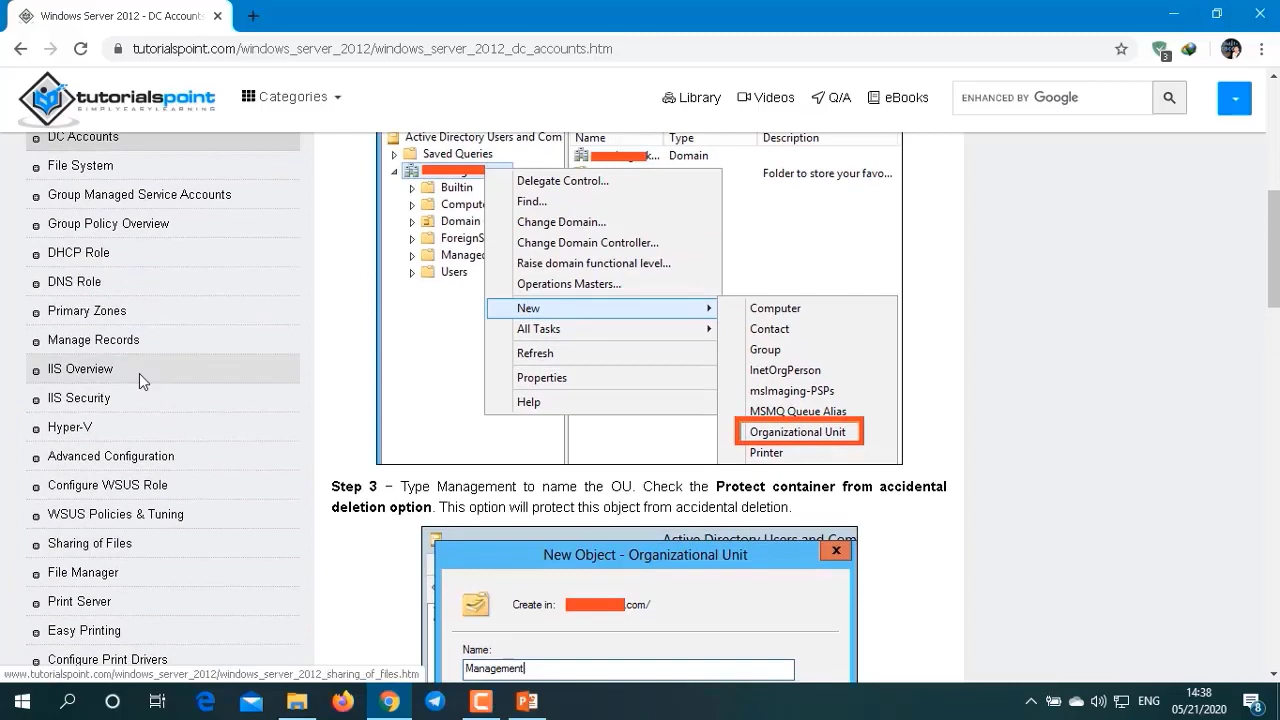 Windows Server 2012 - DC Accounts
tutorialspoint.com/windows_server_2012/windows_server_2012_dc_accounts.htm
3
tutorialspoint
SIMPLYEASYLEARNING
Categories
Library
Videos
Q/A
eBooks
ENHANCED BY Google
DC Accounts
File System
Group Managed Service Accounts
Group Policy Overview
DHCP Role
DNS Role
Primary Zones
Manage Records
IIS Overview
IIS Security
Hyper-V
Advanced Configuration
Configure WSUS Role
WSUS Policies & Tuning
Sharing of Files
File Manager
Print Server
Easy Printing
Configure Print Drivers
Active Directory Users and Com
Name
Type
Description
Saved Queries
k...
Domain
Folder to store your favo...
Builtin
Compute
Domain
ForeignS
Managed
Users
Delegate Control...
Find...
Change Domain...
Change Domain Controller...
Raise domain functional level...
Operations Masters...
New
All Tasks
Refresh
Properties
Help
Computer
Contact
Group
InetOrgPerson
msImaging-PSPs
MSMQ Queue Alias
Organizational Unit
Printer
Step 3 − Type Management to name the OU. Check the Protect container from accidental
deletion option. This option will protect this object from accidental deletion.
Active Directory Users and Com
New Object - Organizational Unit
Create in:
.com/
Name:
Management
www.tutorialspoint.com/windows_server_2012/windows_server_2012_sharing_of_files.htm
ENG
14:38
05/21/2020
8